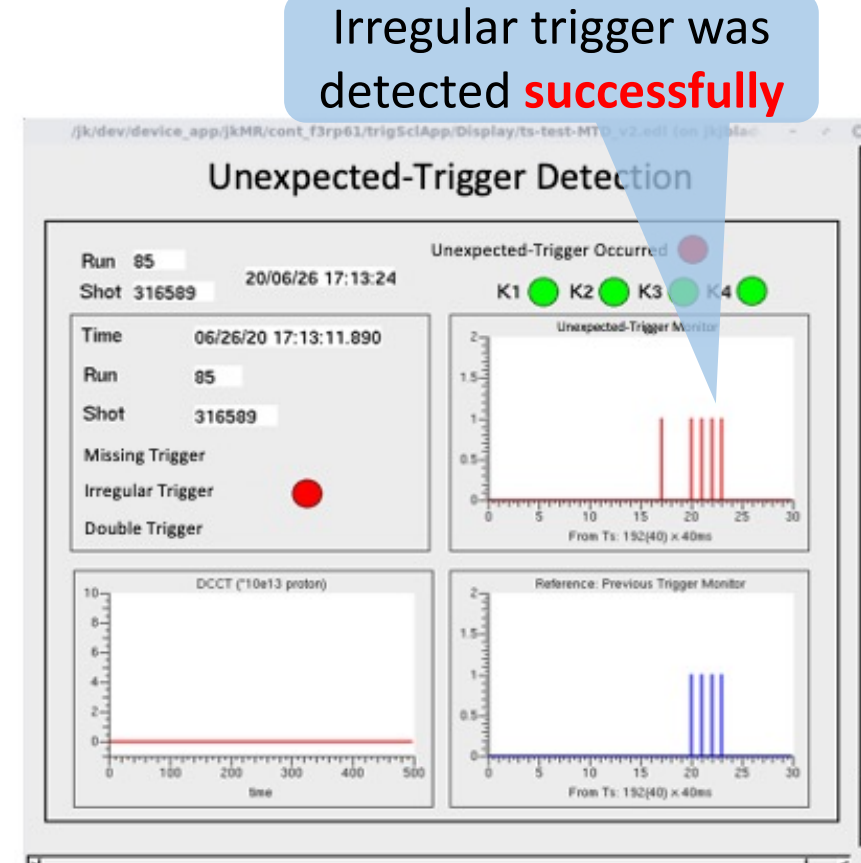 Irregular trigger was
detected successfully
/jk/dev/device_app/jkMR/cont_f3rp61/trigSclApp/Display/ts-test-MTD_v2.edl (on jkjblad
Unexpected-Trigger Detection
Run 85
Shot 316589
20/06/26 17:13:24
Unexpected-Trigger Occurred
K1 K2 K3 K4
Time 06/26/20 17:13:11.890
Run 85
Shot 316589
Missing Trigger
Irregular Trigger
Double Trigger
Unexpected-Trigger Monitor
2
1.5
1
0.5
0
0 5 10 15 20 25 30
From Ts: 192(40) x 40ms
DCCT (*10e13 proton)
10
8
6
4
2
0
0 100 200 300 400 500
time
Reference: Previous Trigger Monitor
2
1.5
1
0.5
0
0 5 10 15 20 25 30
From Ts: 192(40) x 40ms